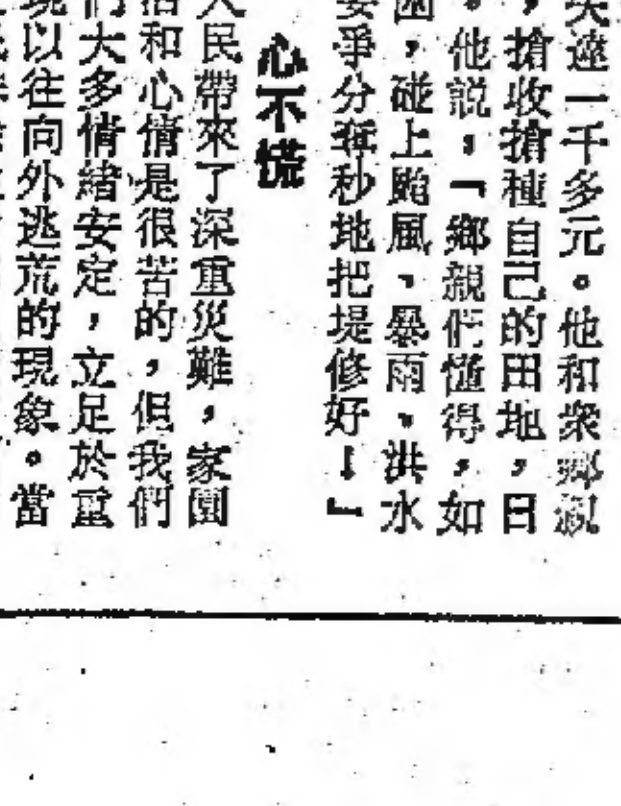 失達一千多元。他和衆鄉親
，搶收搶種自己的田地，日
。他說，「鄉親們懂得，如
，碰上颱風、暴雨、洪水
要爭分奪秒地把堤修好！』
心不慌
人民帶來了深重災難，家園
活和心情是很苦的，但我們
們大多情緒安定，立足於重
現以往向外逃荒的現象。當